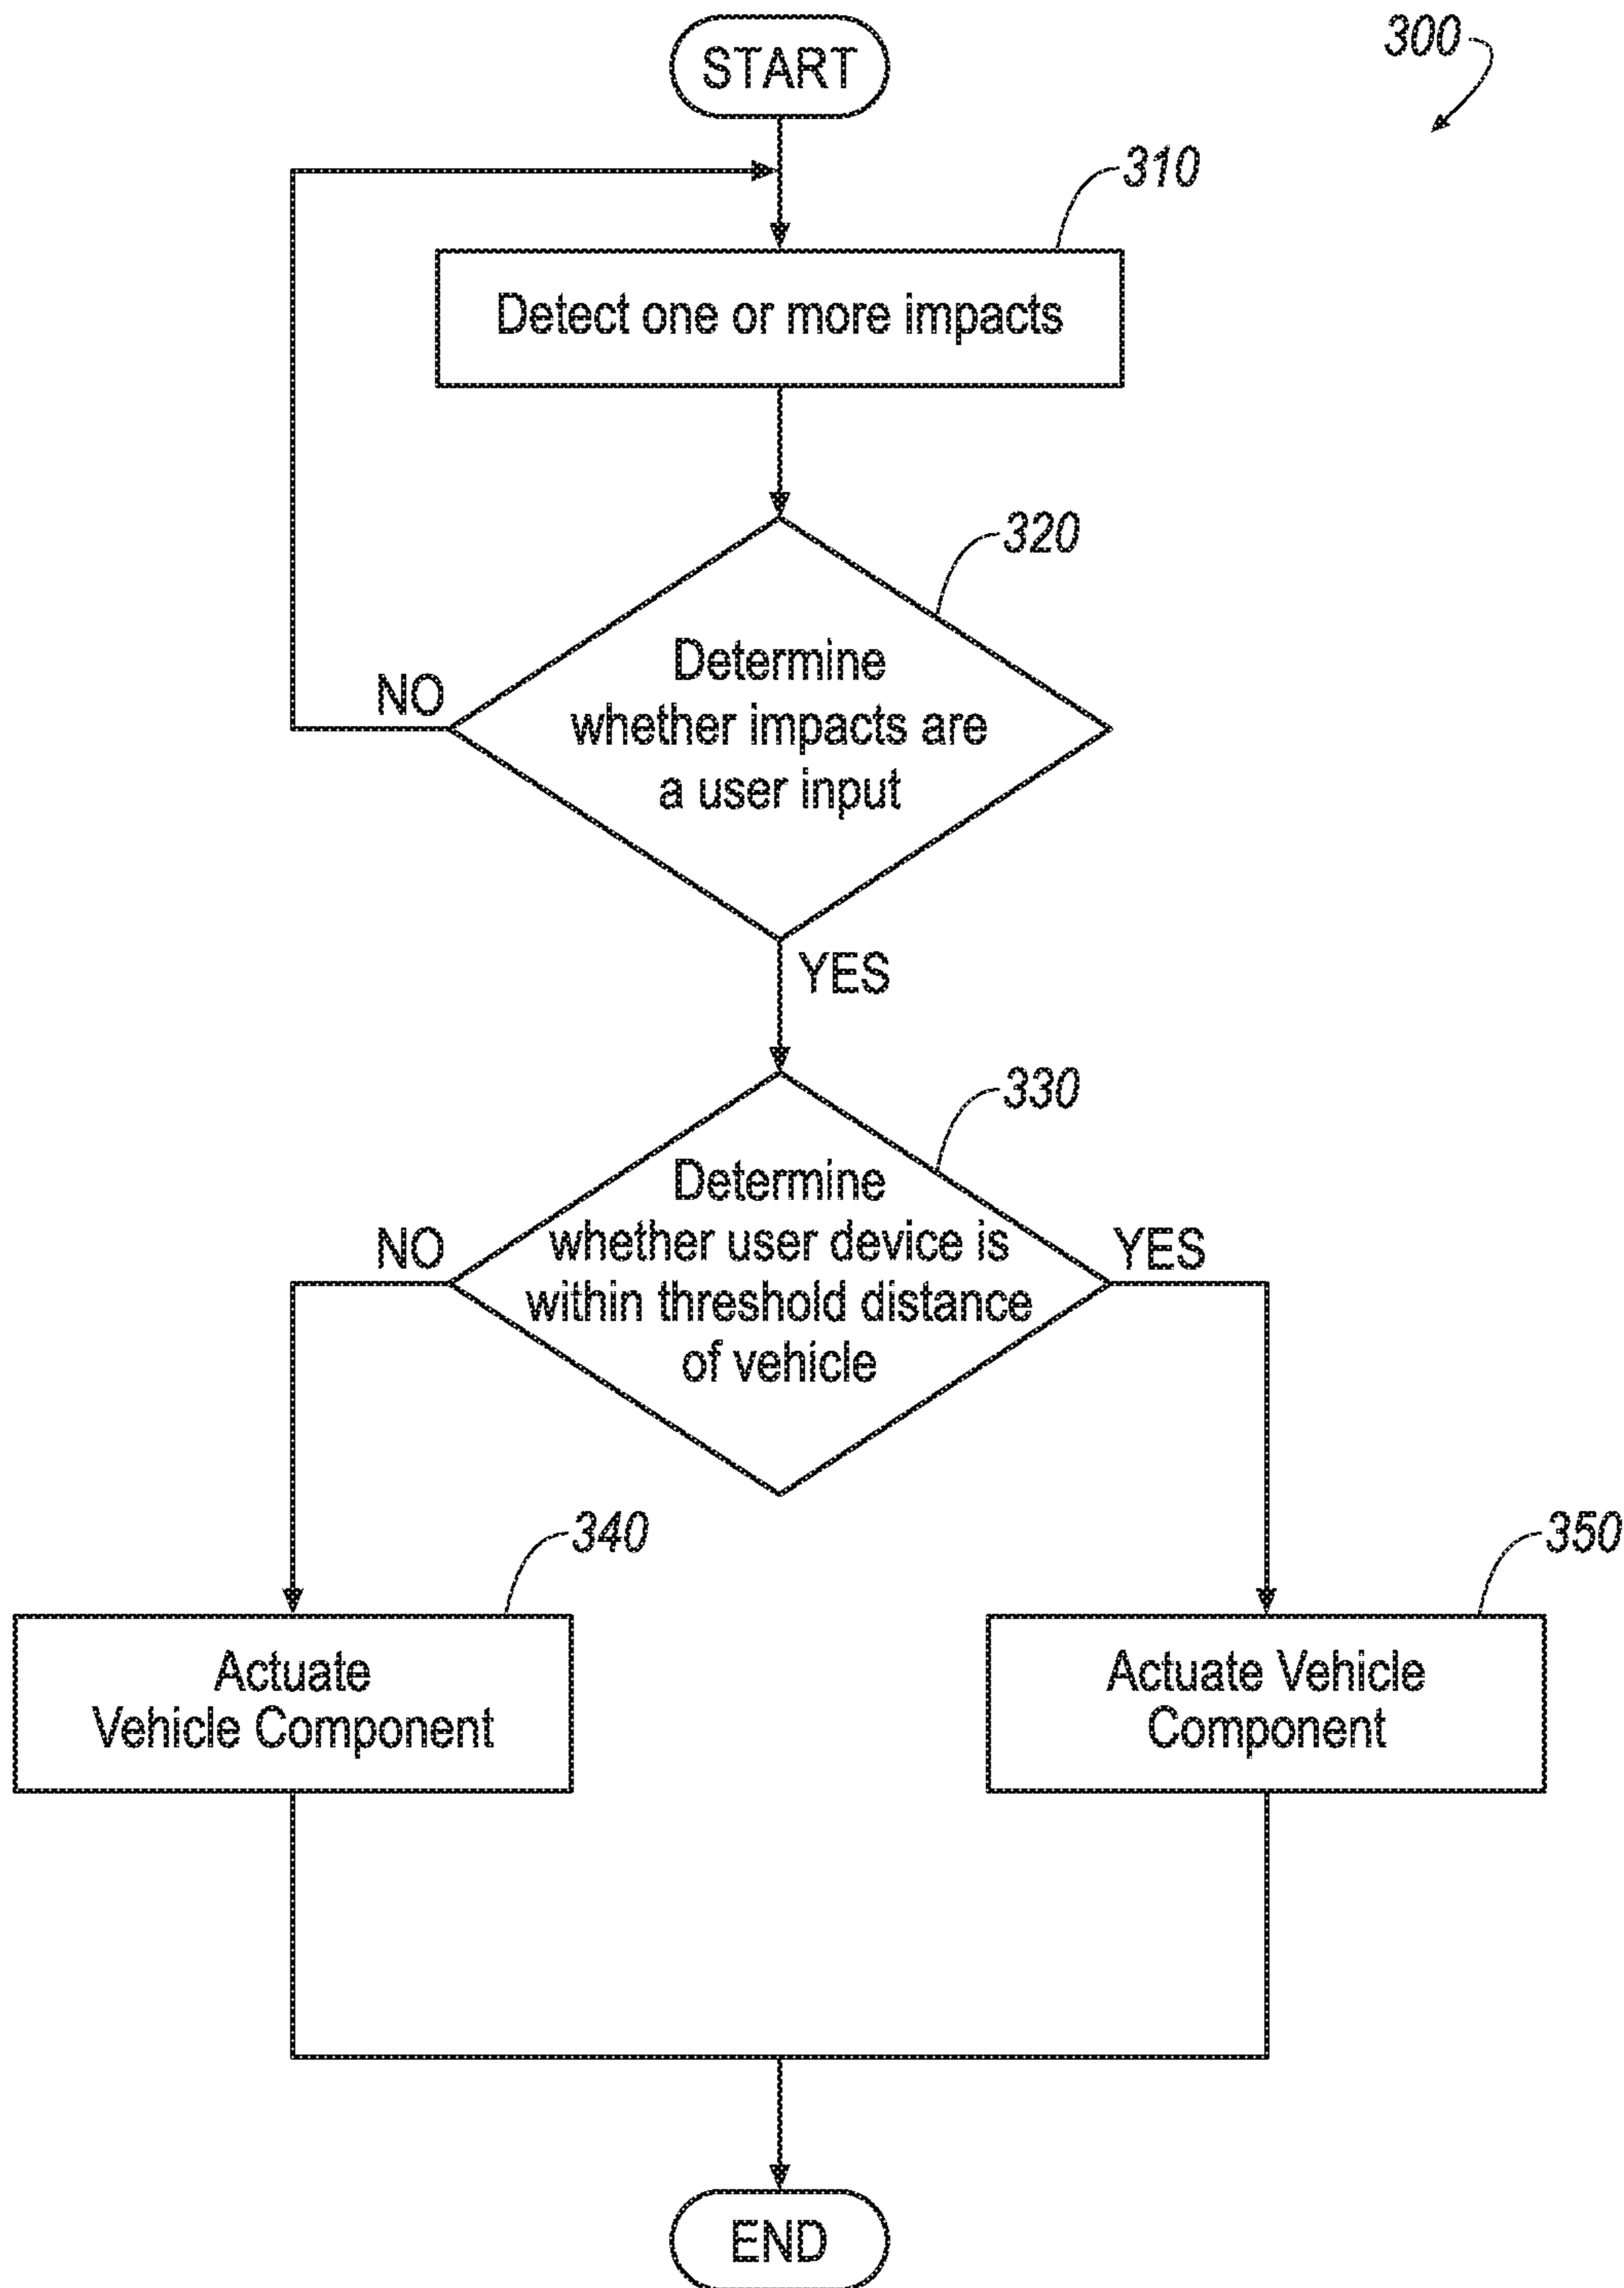 START
300
310
Detect one or more impacts
320
Determine
whether impacts are
a user input
NO
YES
330
Determine
whether user device is
within threshold distance
of vehicle
NO
YES
340
Actuate
Vehicle Component
350
Actuate Vehicle
Component
END